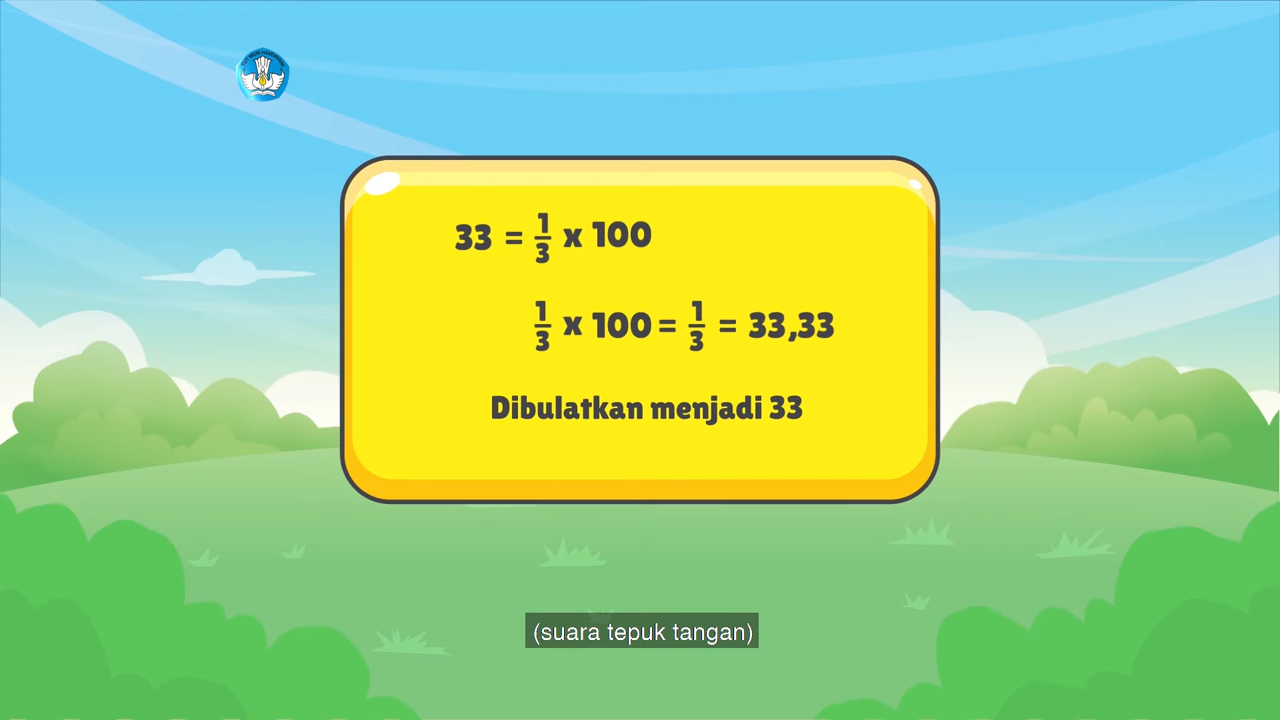 33 = 1/3 x 100
1/3 x 100 = 1/3 = 33,33
Dibulatkan menjadi 33
(suara tepuk tangan)